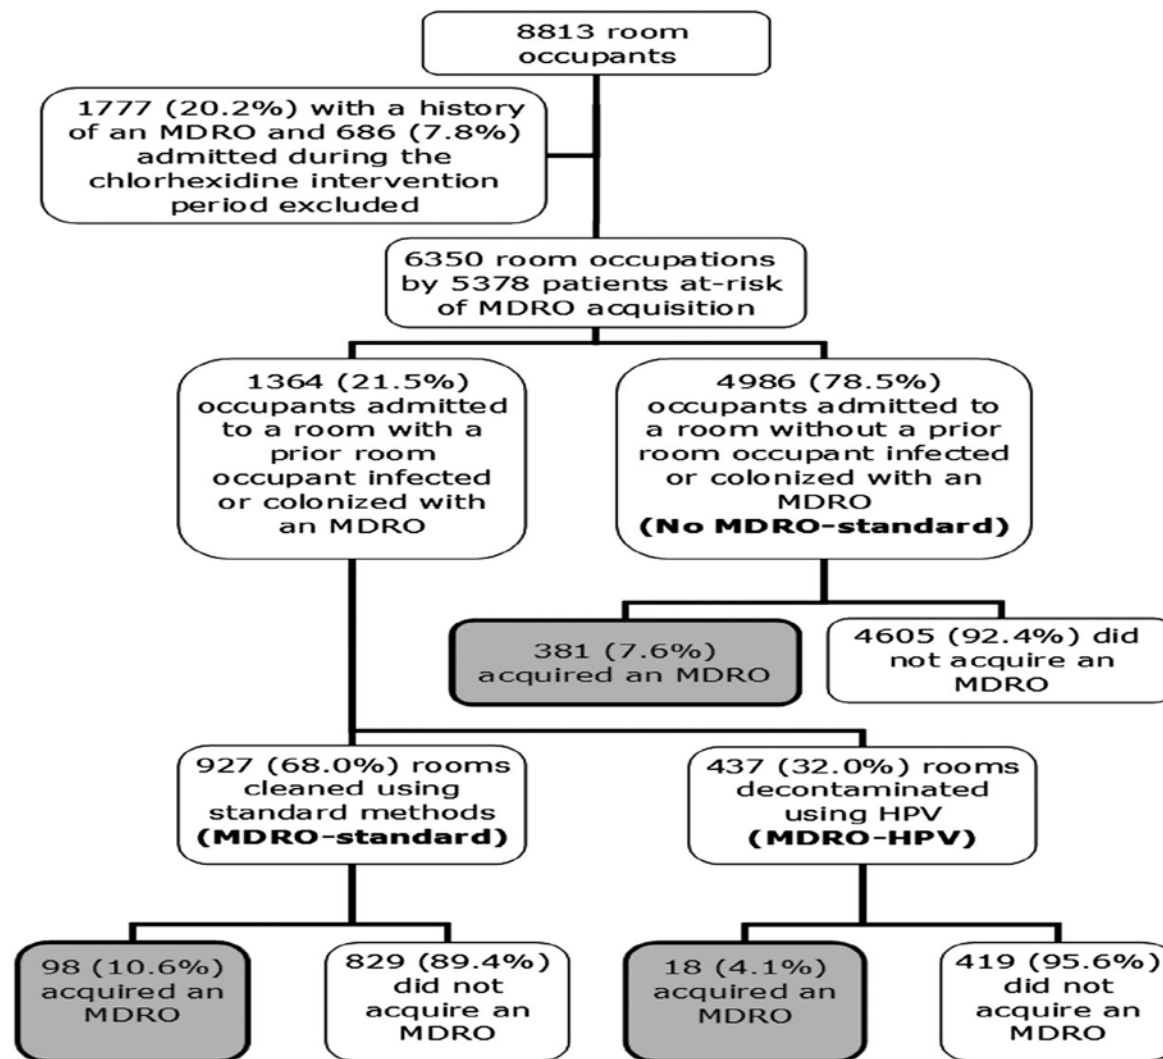 8813 room
occupants
1777 (20.2%) with a history
of an MDRO and 686 (7.8%)
admitted during the
chlorhexidine intervention
period excluded
6350 room occupations
by 5378 patients at-risk
of MDRO acquisition
1364 (21.5%)
occupants admitted
to a room with a
prior room
occupant infected
or colonized with
an MDRO
4986 (78.5%)
occupants admitted to
a room without a prior
room occupant infected
or colonized with an
MDRO
(No MDRO-standard)
381 (7.6%)
acquired an MDRO
4605 (92.4%) did
not acquire an
MDRO
927 (68.0%) rooms
cleaned using
standard methods
(MDRO-standard)
437 (32.0%) rooms
decontaminated
using HPV
(MDRO-HPV)
98 (10.6%)
acquired an
MDRO
829 (89.4%)
did not
acquire an
MDRO
18 (4.1%)
acquired an
MDRO
419 (95.6%)
did not
acquire an
MDRO